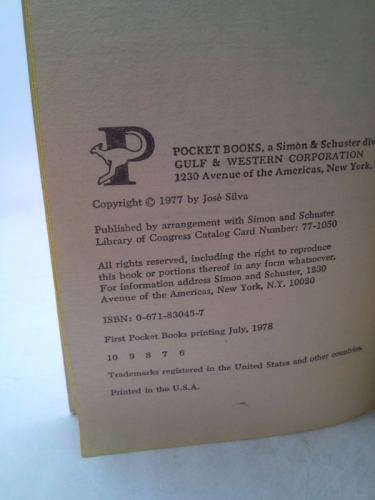 P
POCKET BOOKS, a Simon & Schuster div
GULF & WESTERN CORPORATION
1230 Avenue of the Americas, New York,
Copyright © 1977 by José Silva
Published by arrangement with Simon and Schuster
Library of Congress Catalog Card Number: 77-1050
All rights reserved, including the right to reproduce
this book or portions thereof in any form whatsoever.
For information address Simon and Schuster, 1230
Avenue of the Americas, New York, N.Y. 10020
ISBN: 0-671-83045-7
First Pocket Books printing July, 1978
10 9 8 7 6
Trademarks registered in the United States and other countries.
Printed in the U.S.A.